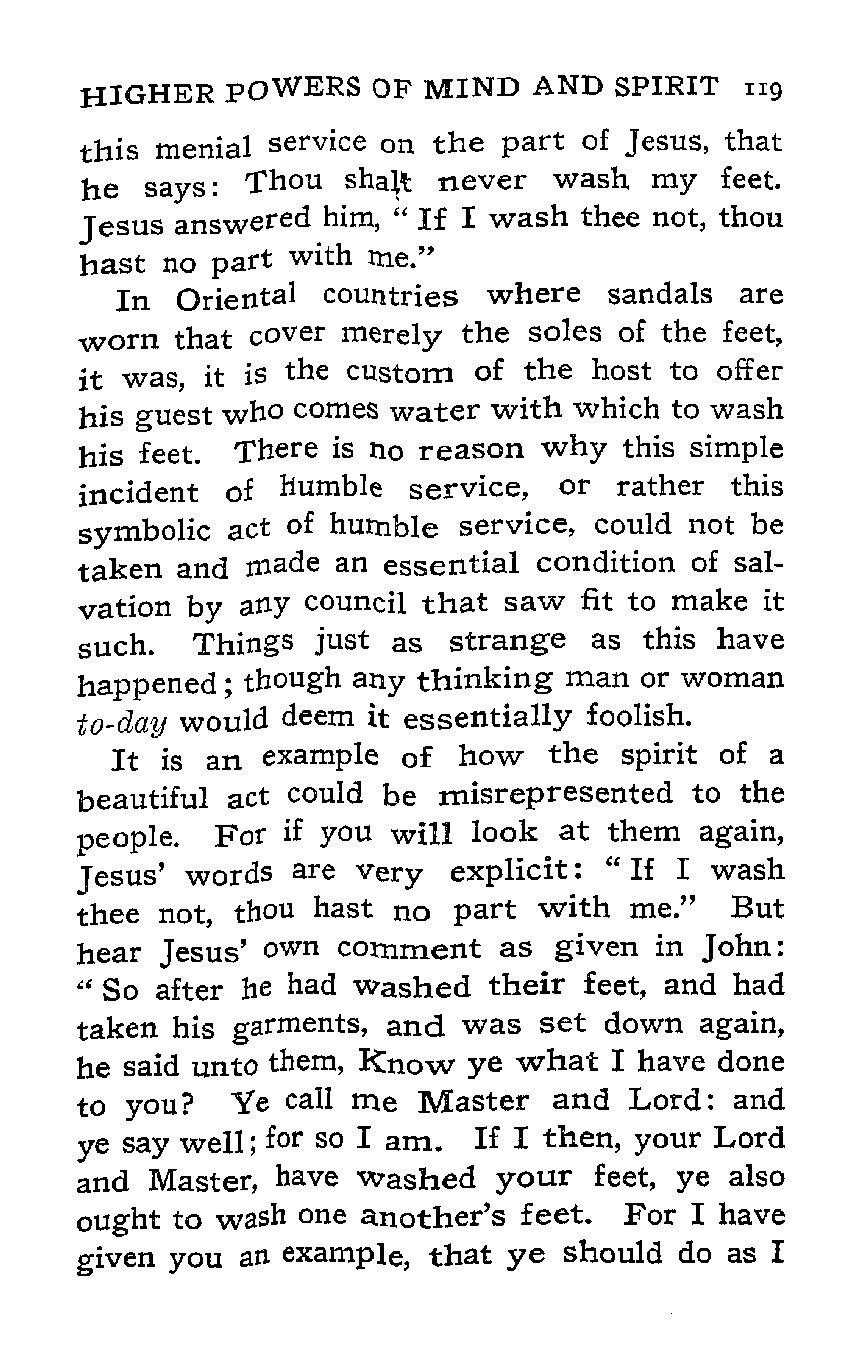 HIGHER POWERS OF MIND AND SPIRIT 119
this menial service on the part of Jesus, that
he says: Thou shalt never wash my feet.
Jesus answered him, “ If I wash thee not, thou
hast no part with me.”
In Oriental countries where sandals are
worn that cover merely the soles of the feet,
it was, it is the custom of the host to offer
his guest who comes water with which to wash
his feet. There is no reason why this simple
incident of humble service, or rather this
symbolic act of humble service, could not be
taken and made an essential condition of sal-
vation by any council that saw fit to make it
such. Things just as strange as this have
happened ; though any thinking man or woman
to-day would deem it essentially foolish.
It is an example of how the spirit of a
beautiful act could be misrepresented to the
people. For if you will look at them again,
Jesus’ words are very explicit: “ If I wash
thee not, thou hast no part with me.” But
hear Jesus’ own comment as given in John:
“ So after he had washed their feet, and had
taken his garments, and was set down again,
he said unto them, Know ye what I have done
to you? Ye call me Master and Lord: and
ye say well; for so I am. If I then, your Lord
and Master, have washed your feet, ye also
ought to wash one another’s feet. For I have
given you an example, that ye should do as I